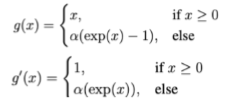 g(x) = { x, if x ≥ 0
α(exp(x) − 1), else
g′(x) = { 1, if x ≥ 0
α(exp(x)), else